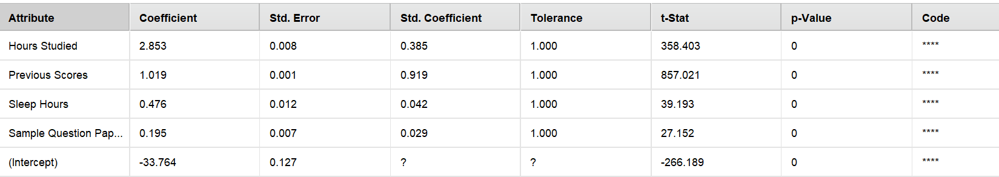 Attribute Coefficient Std. Error Std. Coefficient Tolerance t-Stat p-Value Code
Hours Studied 2.853 0.008 0.385 1.000 358.403 0 ****
Previous Scores 1.019 0.001 0.919 1.000 857.021 0 ****
Sleep Hours 0.476 0.012 0.042 1.000 39.193 0 ****
Sample Question Pap... 0.195 0.007 0.029 1.000 27.152 0 ****
(Intercept) -33.764 0.127 ? ? -266.189 0 ****